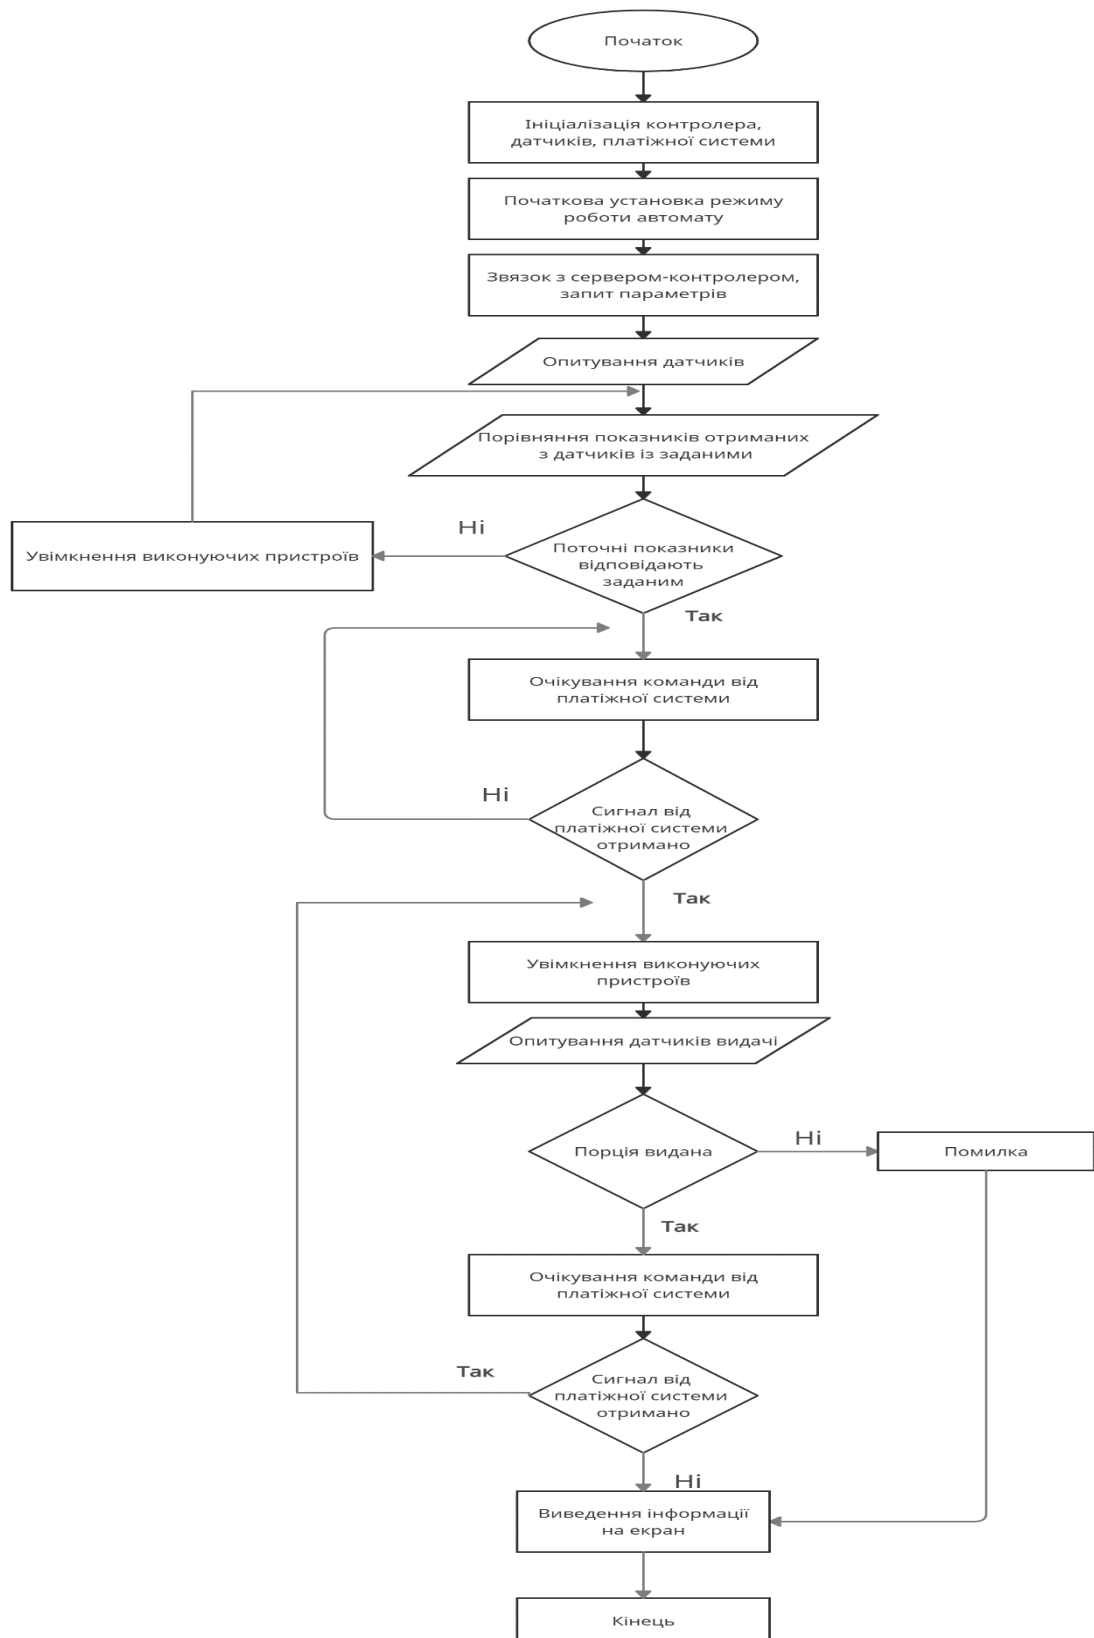 Початок
Ініціалізація контролера,
датчиків, платіжної системи
Початкова установка режиму
роботи автомату
Звязок з сервером-контролером,
запит параметрів
Опитування датчиків
Порівняння показників отриманих
з датчиків із заданими
Ні
Увімкнення виконуючих пристроїв
Поточні показники
відповідають
заданим
Так
Очікування команди від
платіжної системи
Ні
Сигнал від
платіжної системи
отримано
Так
Увімкнення виконуючих
пристроїв
Опитування датчиків видачі
Порція видана
Ні
Помилка
Так
Очікування команди від
платіжної системи
Так
Сигнал від
платіжної системи
отримано
Ні
Виведення інформації
на екран
Кінець